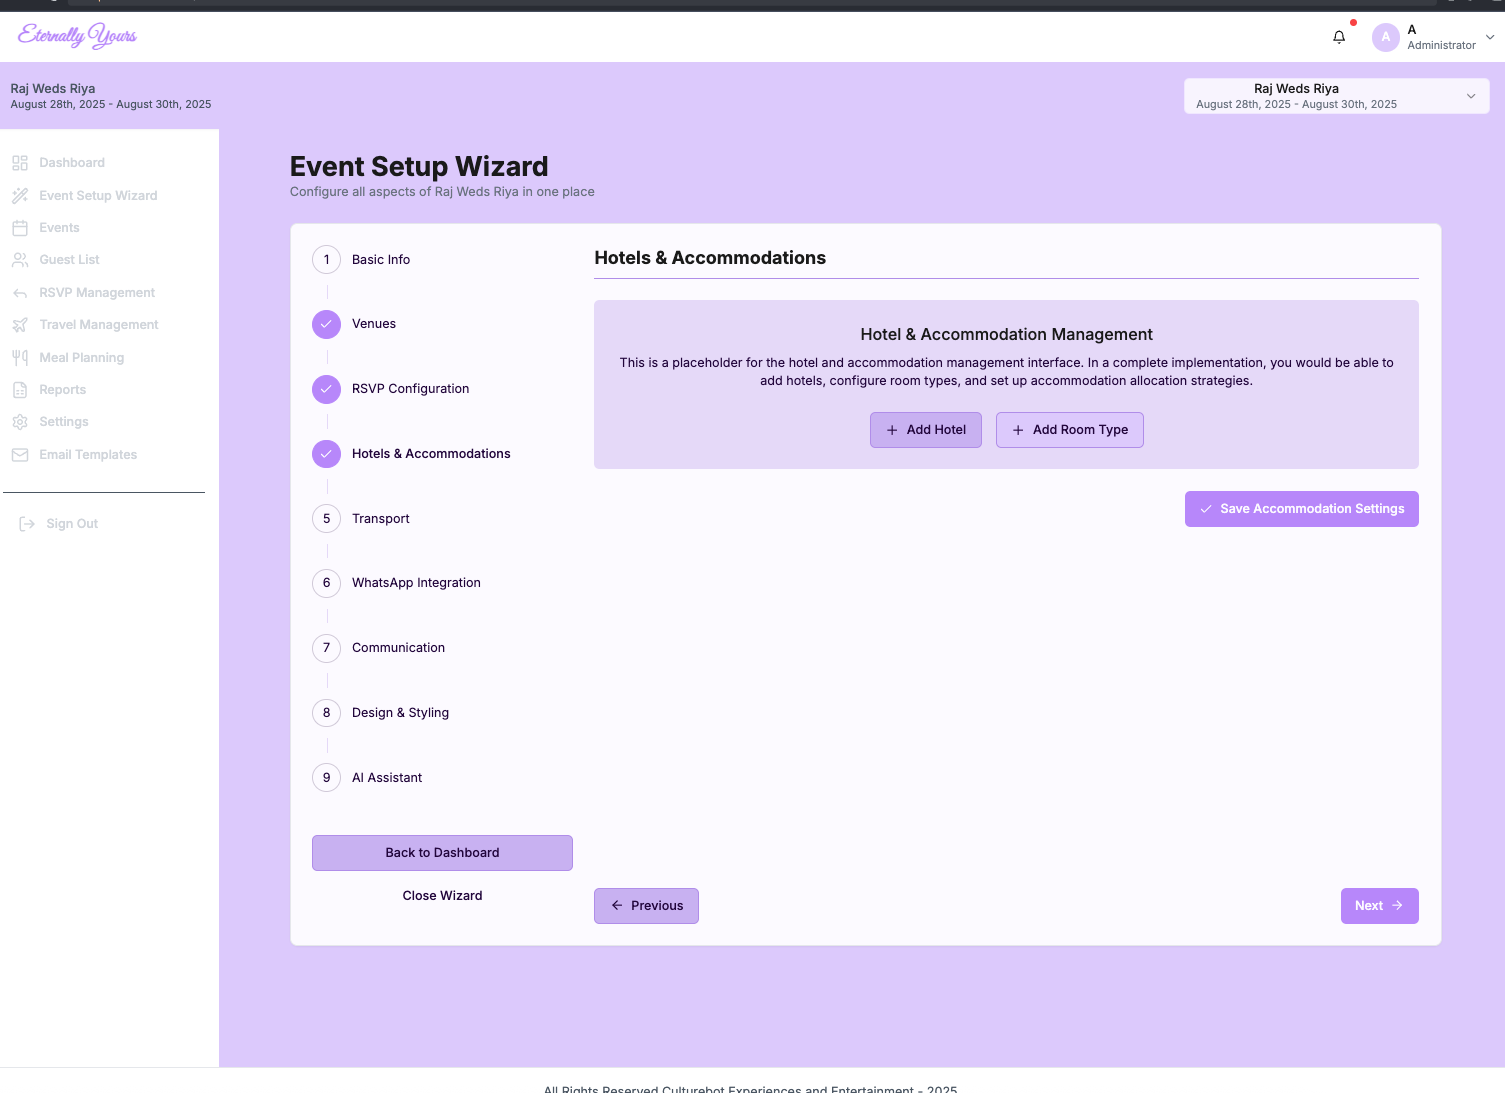 Eternally Yours
A
A
Administrator
Raj Weds Riya
August 28th, 2025 - August 30th, 2025
Raj Weds Riya
August 28th, 2025 - August 30th, 2025
Dashboard
Event Setup Wizard
Events
Guest List
RSVP Management
Travel Management
Meal Planning
Reports
Settings
Email Templates
Sign Out
Event Setup Wizard
Configure all aspects of Raj Weds Riya in one place
1 Basic Info
Venues
RSVP Configuration
Hotels & Accommodations
5 Transport
6 WhatsApp Integration
7 Communication
8 Design & Styling
9 AI Assistant
Back to Dashboard
Close Wizard
Hotels & Accommodations
Hotel & Accommodation Management
This is a placeholder for the hotel and accommodation management interface. In a complete implementation, you would be able to
add hotels, configure room types, and set up accommodation allocation strategies.
+ Add Hotel
+ Add Room Type
Save Accommodation Settings
Previous
Next
All Rights Reserved Culturebot Experiences and Entertainment - 2025